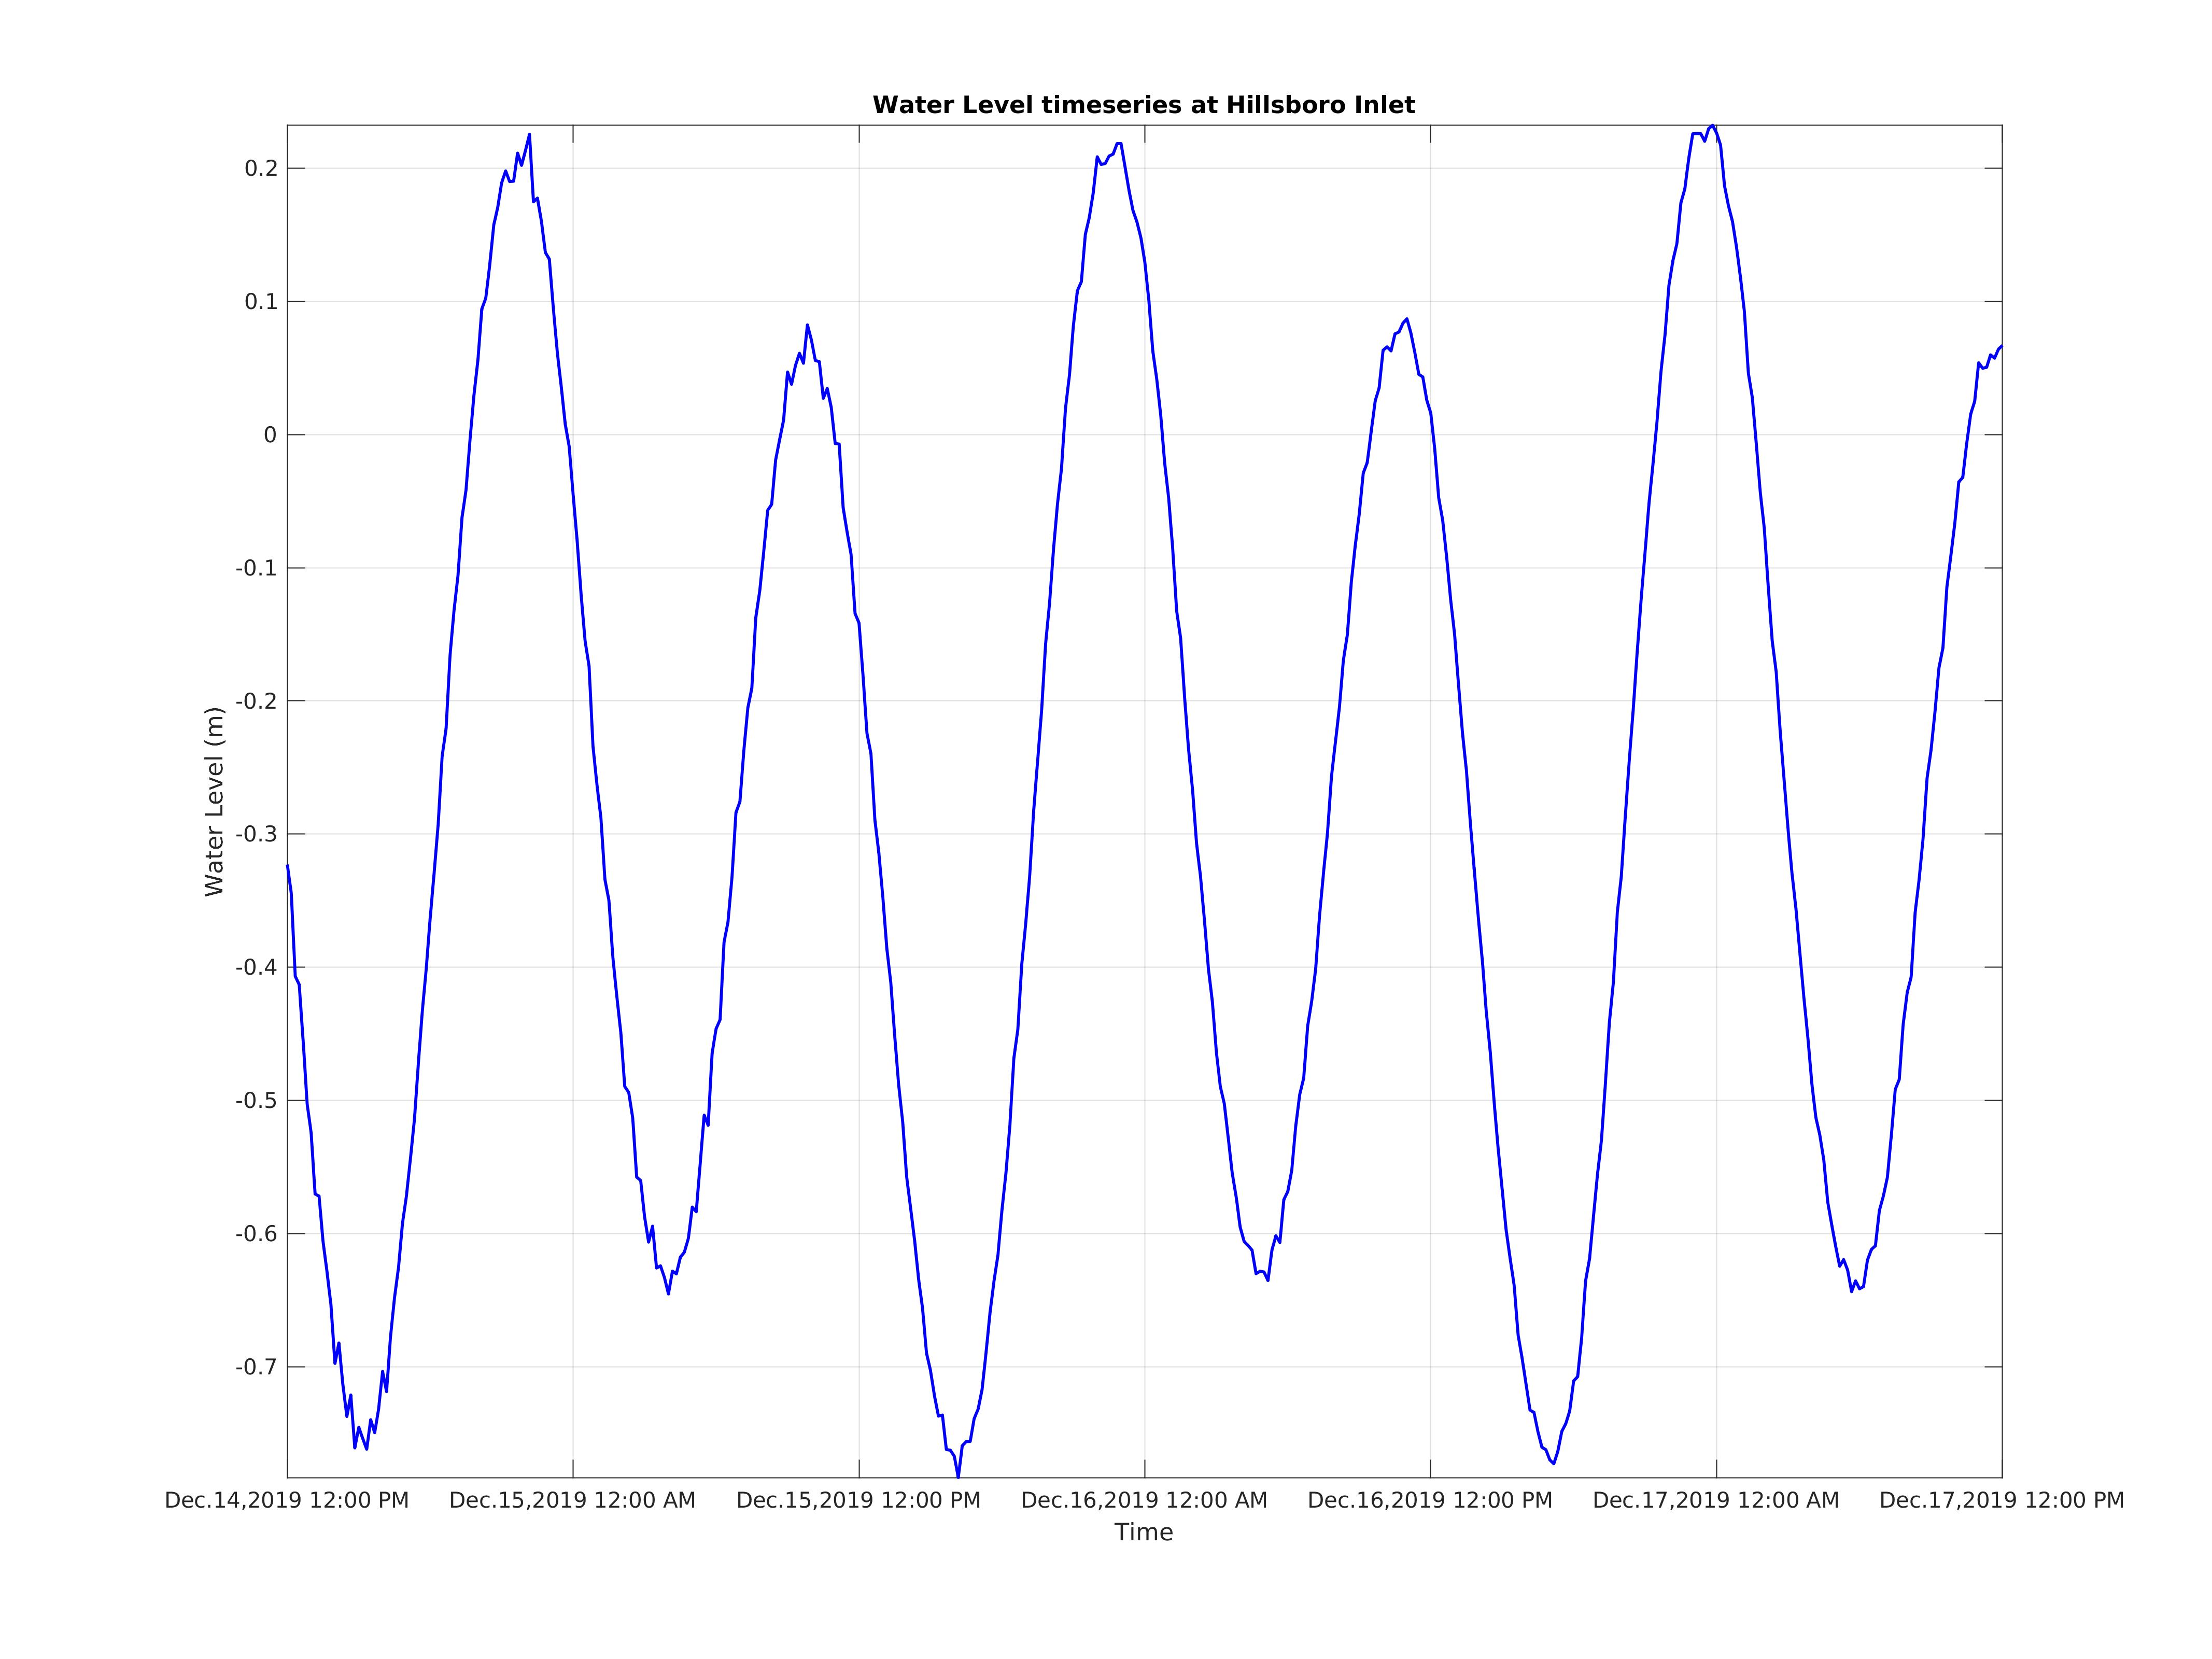 Water Level timeseries at Hillsboro Inlet
0.2
0.1
0
-0.1
-0.2
-0.3
-0.4
-0.5
-0.6
-0.7
Water Level (m)
Dec.14,2019 12:00 PM
Dec.15,2019 12:00 AM
Dec.15,2019 12:00 PM
Dec.16,2019 12:00 AM
Dec.16,2019 12:00 PM
Dec.17,2019 12:00 AM
Dec.17,2019 12:00 PM
Time